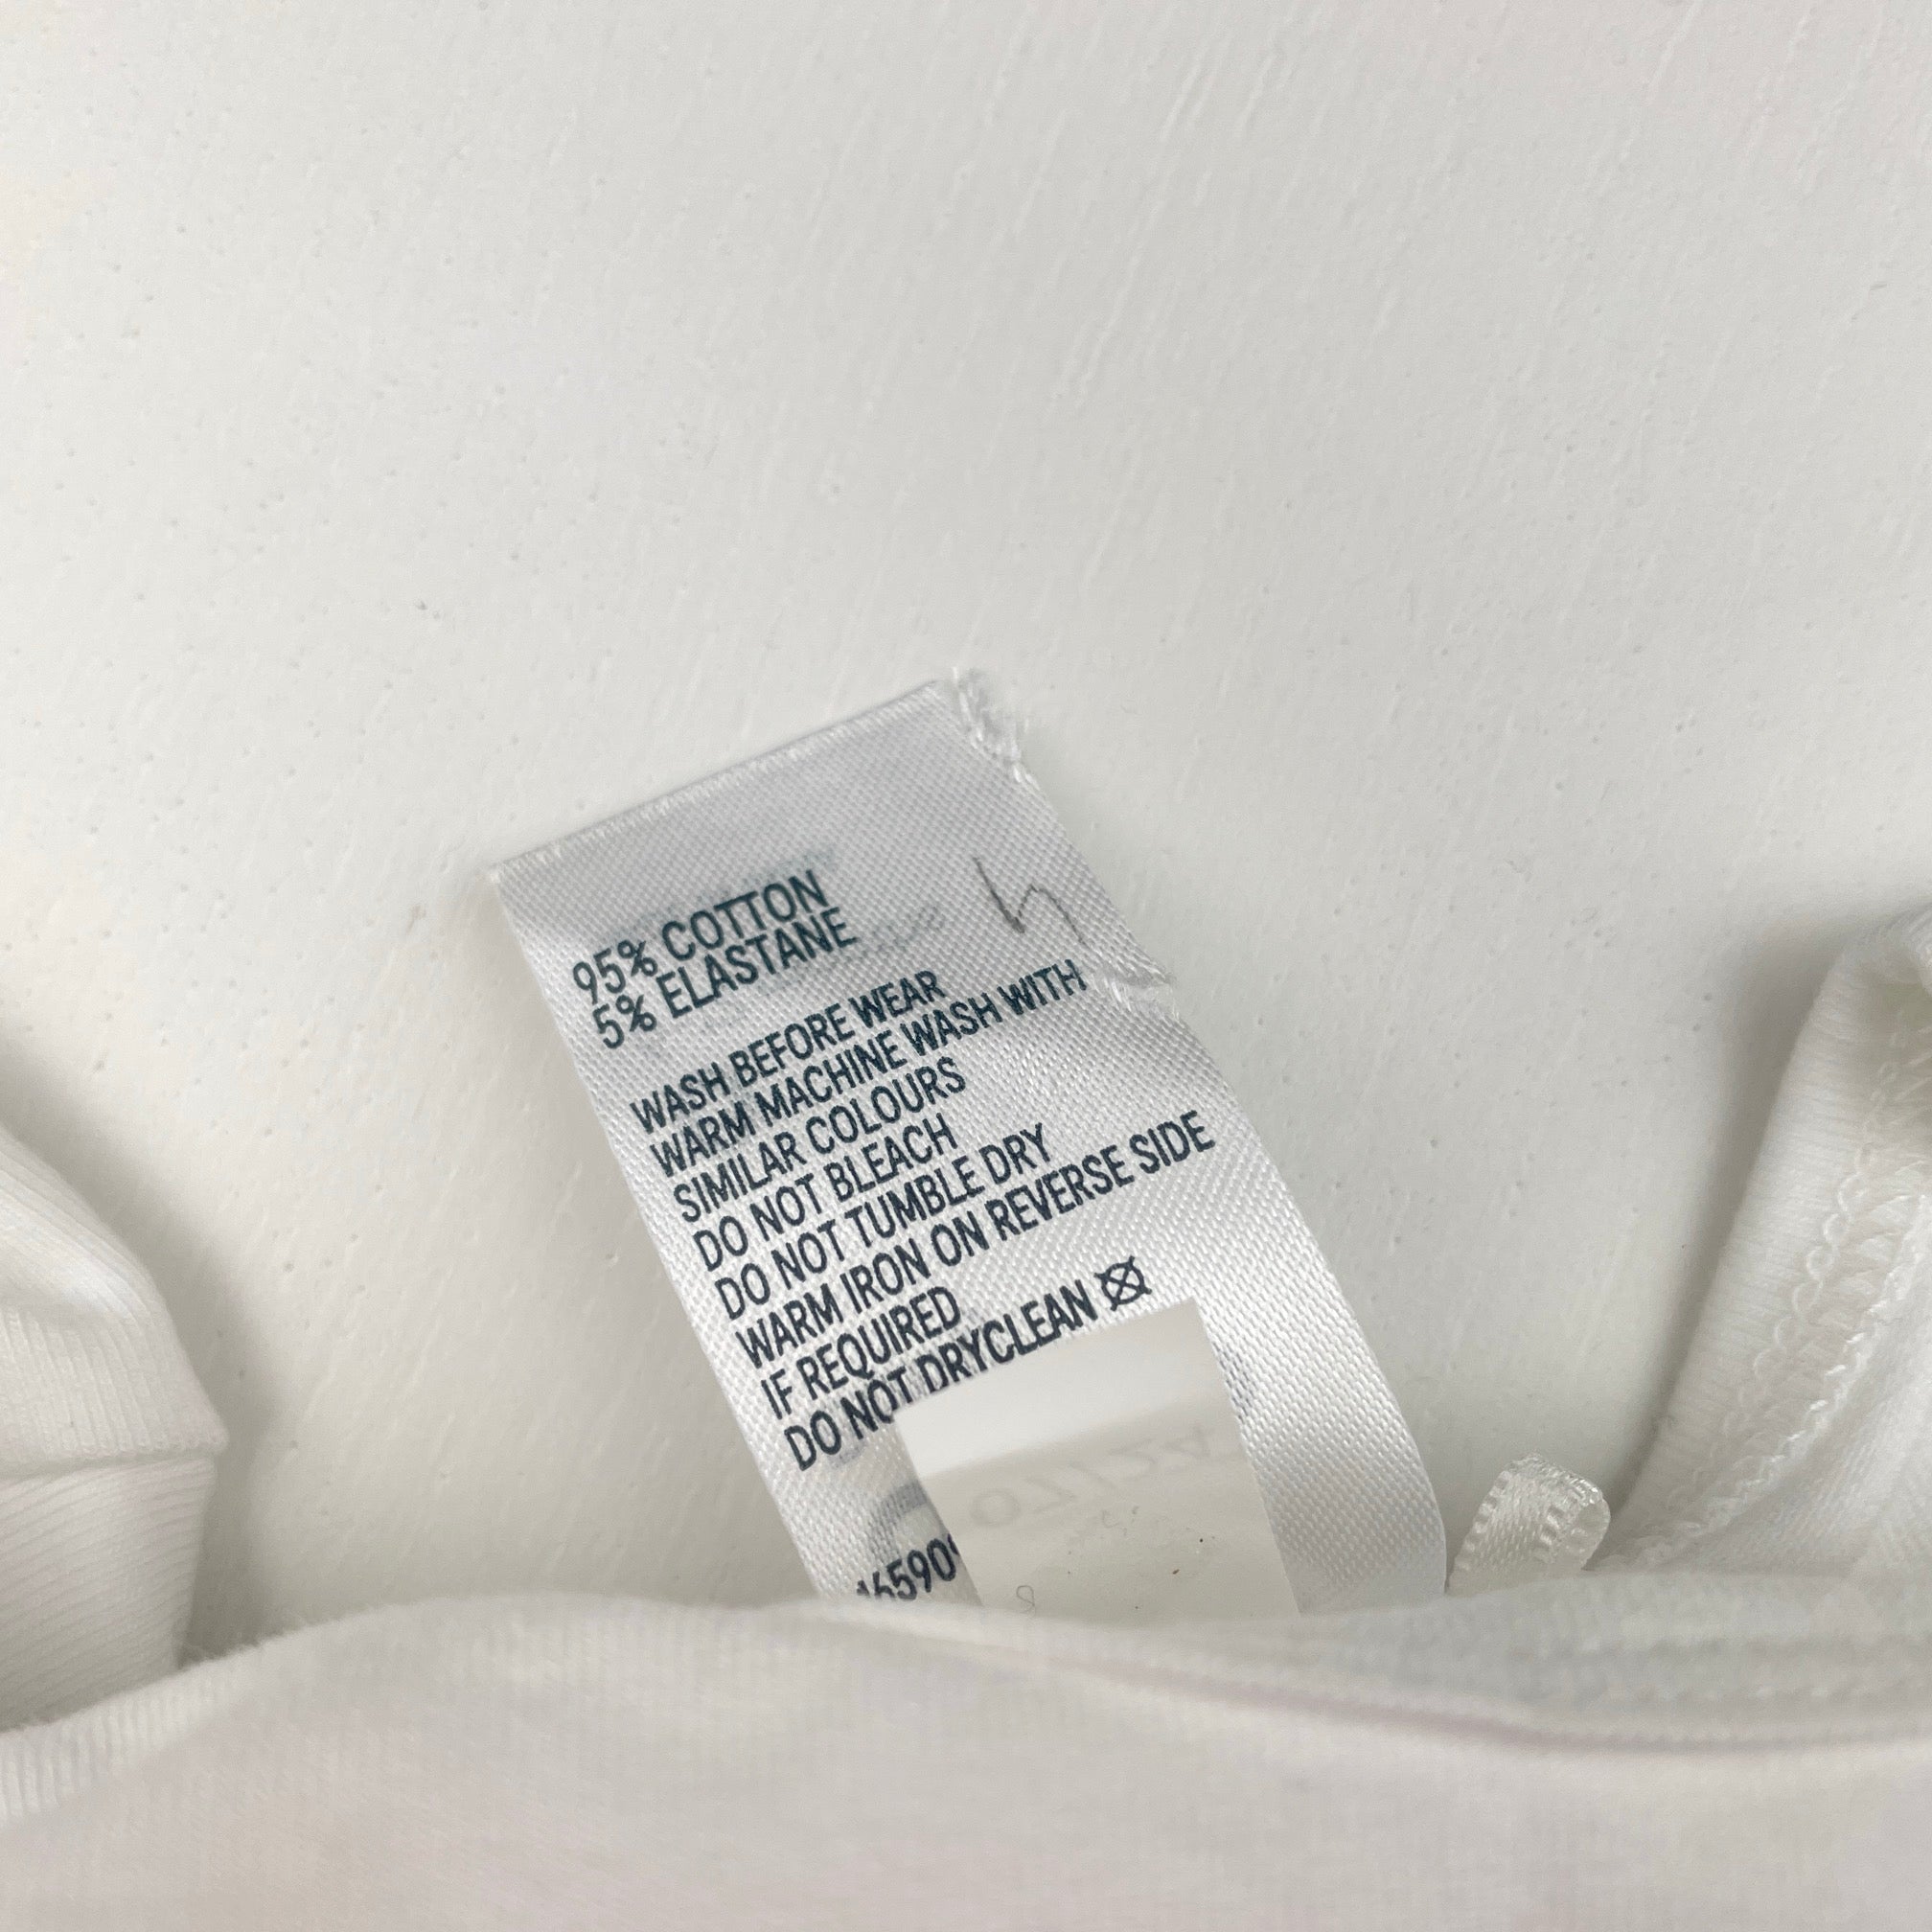 95% COTTON
5% ELASTANE
WASH BEFORE WEAR
WARM MACHINE WASH WITH
SIMILAR COLOURS
DO NOT BLEACH
DO NOT TUMBLE DRY
WARM IRON ON REVERSE SIDE
IF REQUIRED
DO NOT DRYCLEAN